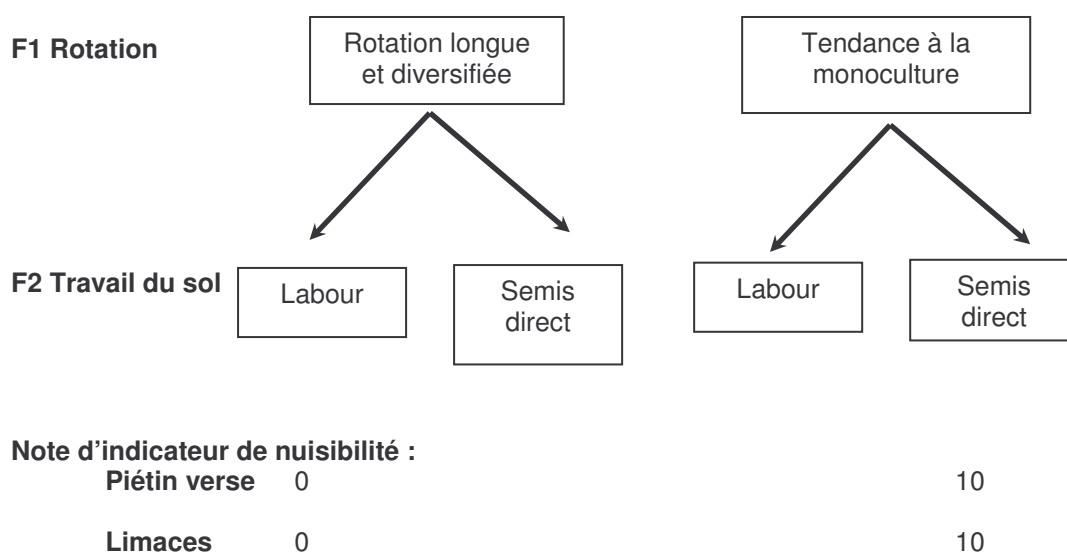 F1 Rotation
Rotation longue
et diversifiée
Tendance à la
monoculture
F2 Travail du sol
Labour
Semis
direct
Labour
Semis
direct
Note d'indicateur de nuisibilité :
Piétin verse 0 10
Limaces 0 10